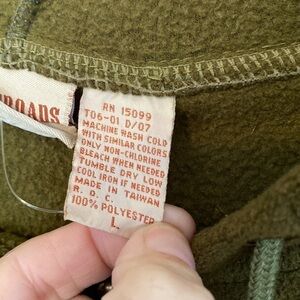 ROADS
RN 15099
T06-01 D/07
MACHINE WASH COLD
WITH SIMILAR COLORS
ONLY NON-CHLORINE
BLEACH WHEN NEEDED
TUMBLE DRY LOW
COOL IRON IF NEEDED
MADE IN TAIWAN
R.O.C.
100% POLYESTER
L